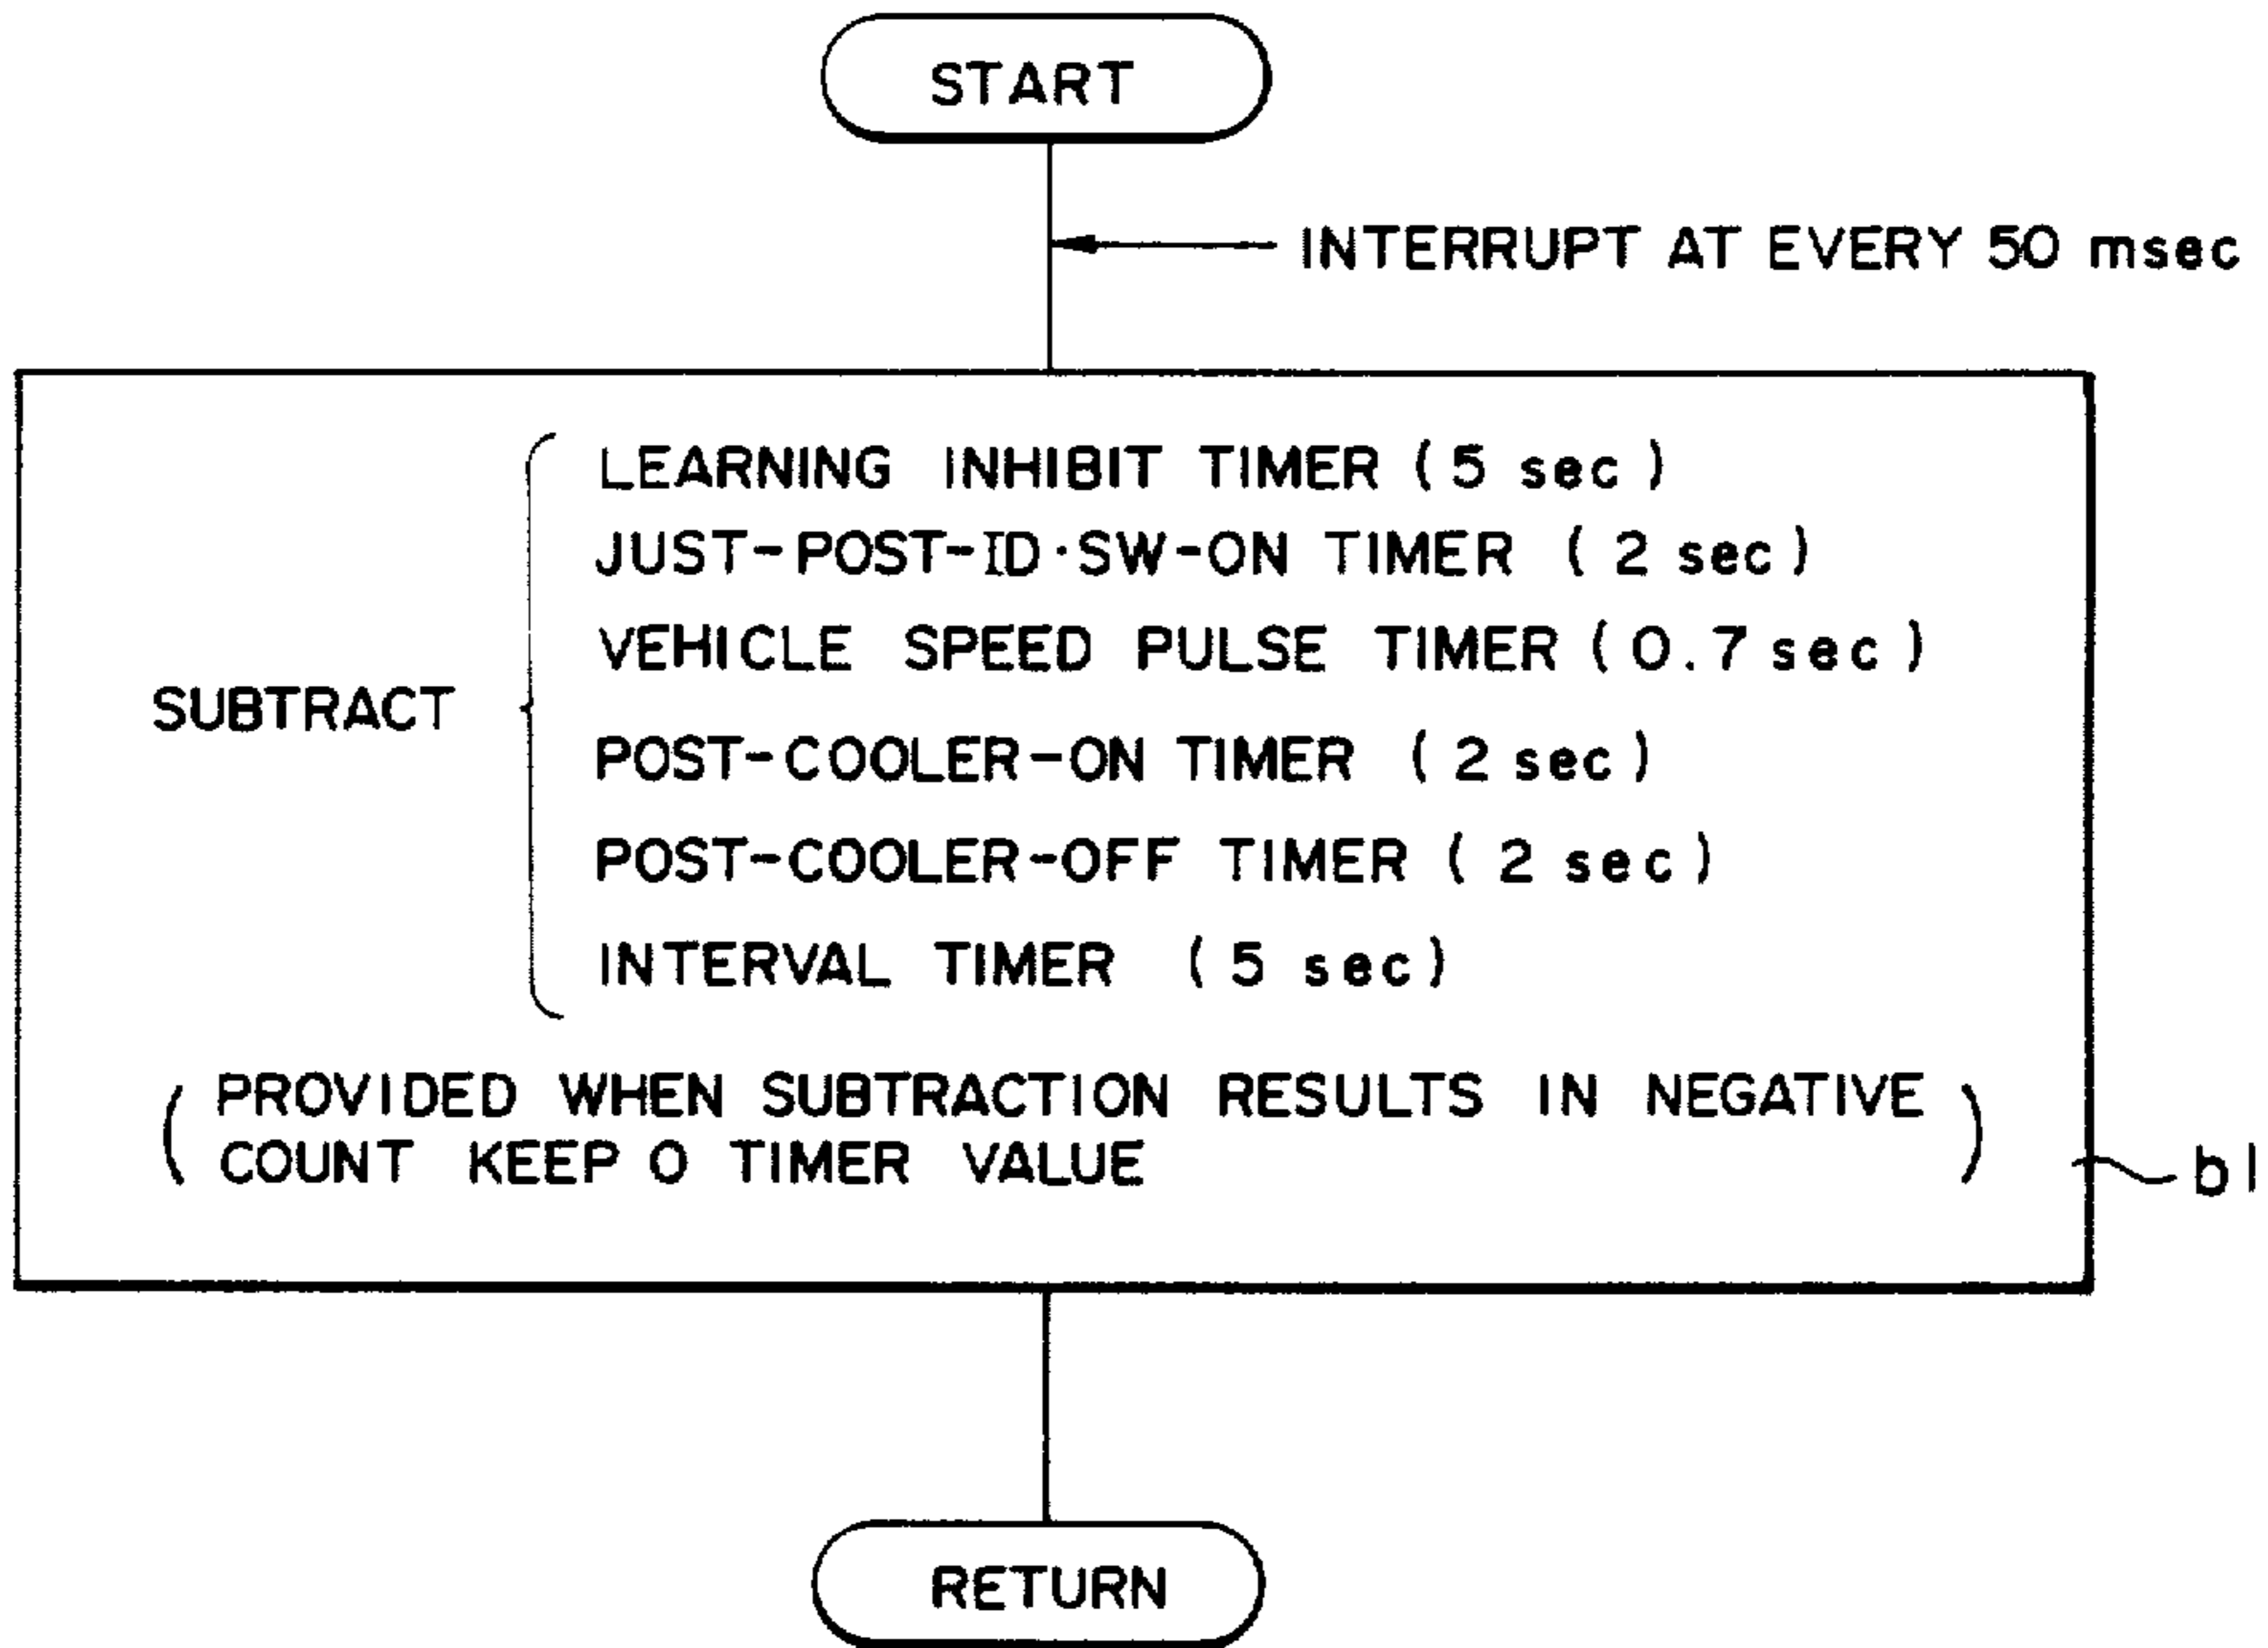 START
INTERRUPT AT EVERY 50 msec
LEARNING INHIBIT TIMER (5 sec)
JUST-POST-ID·SW-ON TIMER (2 sec)
VEHICLE SPEED PULSE TIMER (0.7 sec)
SUBTRACT
POST-COOLER-ON TIMER (2 sec)
POST-COOLER-OFF TIMER (2 sec)
INTERVAL TIMER (5 sec)
(PROVIDED WHEN SUBTRACTION RESULTS IN NEGATIVE
COUNT KEEP 0 TIMER VALUE)
b1
RETURN